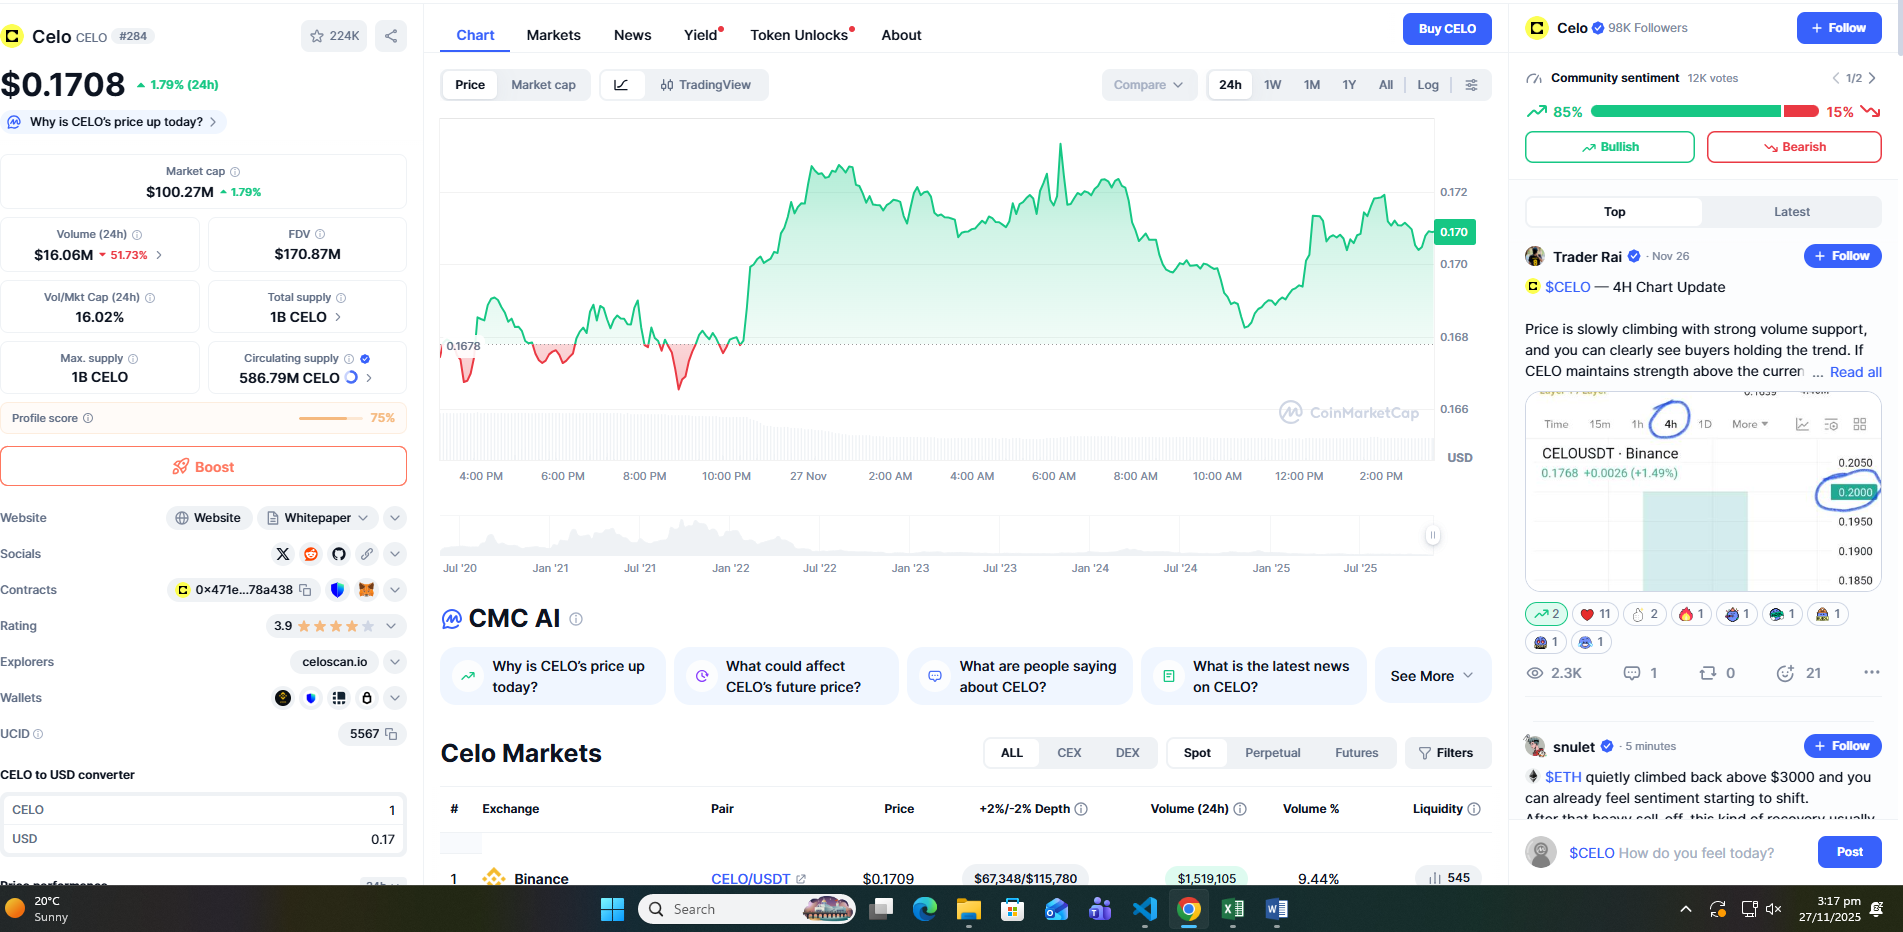 Celo CELO #284
224K
$0.1708 1.79% (24h)
Why is CELO's price up today?
Market cap
$100.27M 1.79%
Volume (24h)
$16.06M 51.73%
FDV
$170.87M
Vol/Mkt Cap (24h)
16.02%
Total supply
1B CELO
Max. supply
1B CELO
Circulating supply
586.79M CELO
Profile score 75%
Boost
Website Website Whitepaper
Socials
Contracts 0x471e...78a438
Rating 3.9
Explorers celoscan.io
Wallets
UCID 5567
CELO to USD converter
CELO 1
USD 0.17
Price performance 24h
Chart Markets News Yield Token Unlocks About
Buy CELO
Price Market cap TradingView
Compare 24h 1W 1M 1Y All Log
0.172
0.170
0.170
0.168
0.166
0.1678
CoinMarketCap
USD
4:00 PM 6:00 PM 8:00 PM 10:00 PM 27 Nov 2:00 AM 4:00 AM 6:00 AM 8:00 AM 10:00 AM 12:00 PM 2:00 PM
Jul '20 Jan '21 Jul '21 Jan '22 Jul '22 Jan '23 Jul '23 Jan '24 Jul '24 Jan '25 Jul '25
CMC AI
Why is CELO's price up today?
What could affect CELO's future price?
What are people saying about CELO?
What is the latest news on CELO?
See More
Celo Markets
ALL CEX DEX
Spot Perpetual Futures
Filters
# Exchange Pair Price +2%/-2% Depth Volume (24h) Volume % Liquidity
1 Binance CELO/USDT $0.1709 $67,348/$115,780 $1,519,105 9.44% 545
Celo 98K Followers
+ Follow
Community sentiment 12K votes 1/2
85% 15%
Bullish Bearish
Top Latest
Trader Rai · Nov 26
+ Follow
$CELO — 4H Chart Update
Price is slowly climbing with strong volume support,
and you can clearly see buyers holding the trend. If
CELO maintains strength above the curren ... Read all
Time 15m 1h 4h 1D More
CELOUSDT · Binance
0.1768 +0.0026 (+1.49%)
0.2050
0.2000
0.1950
0.1900
0.1850
2 11 2 1 1 1 1
1 1
2.3K 1 0 21
snulet · 5 minutes
+ Follow
$ETH quietly climbed back above $3000 and you
can already feel sentiment starting to shift.
After that heavy sell-off, this kind of recovery usually
$CELO How do you feel today?
Post
20°C
Sunny
Search
3:17 pm
27/11/2025